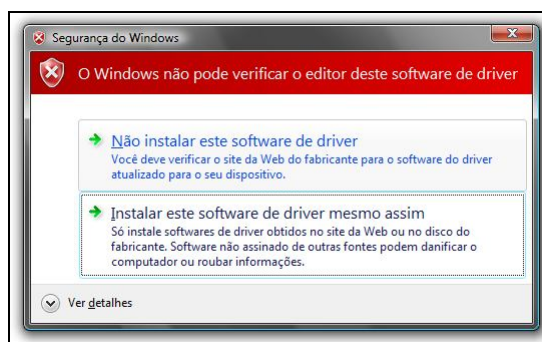 Segurança do Windows
O Windows não pode verificar o editor deste software de driver
Não instalar este software de driver
Você deve verificar o site da Web do fabricante para o software do driver
atualizado para o seu dispositivo.
Instalar este software de driver mesmo assim
Só instale softwares de driver obtidos no site da Web ou no disco do
fabricante. Software não assinado de outras fontes podem danificar o
computador ou roubar informações.
Ver detalhes